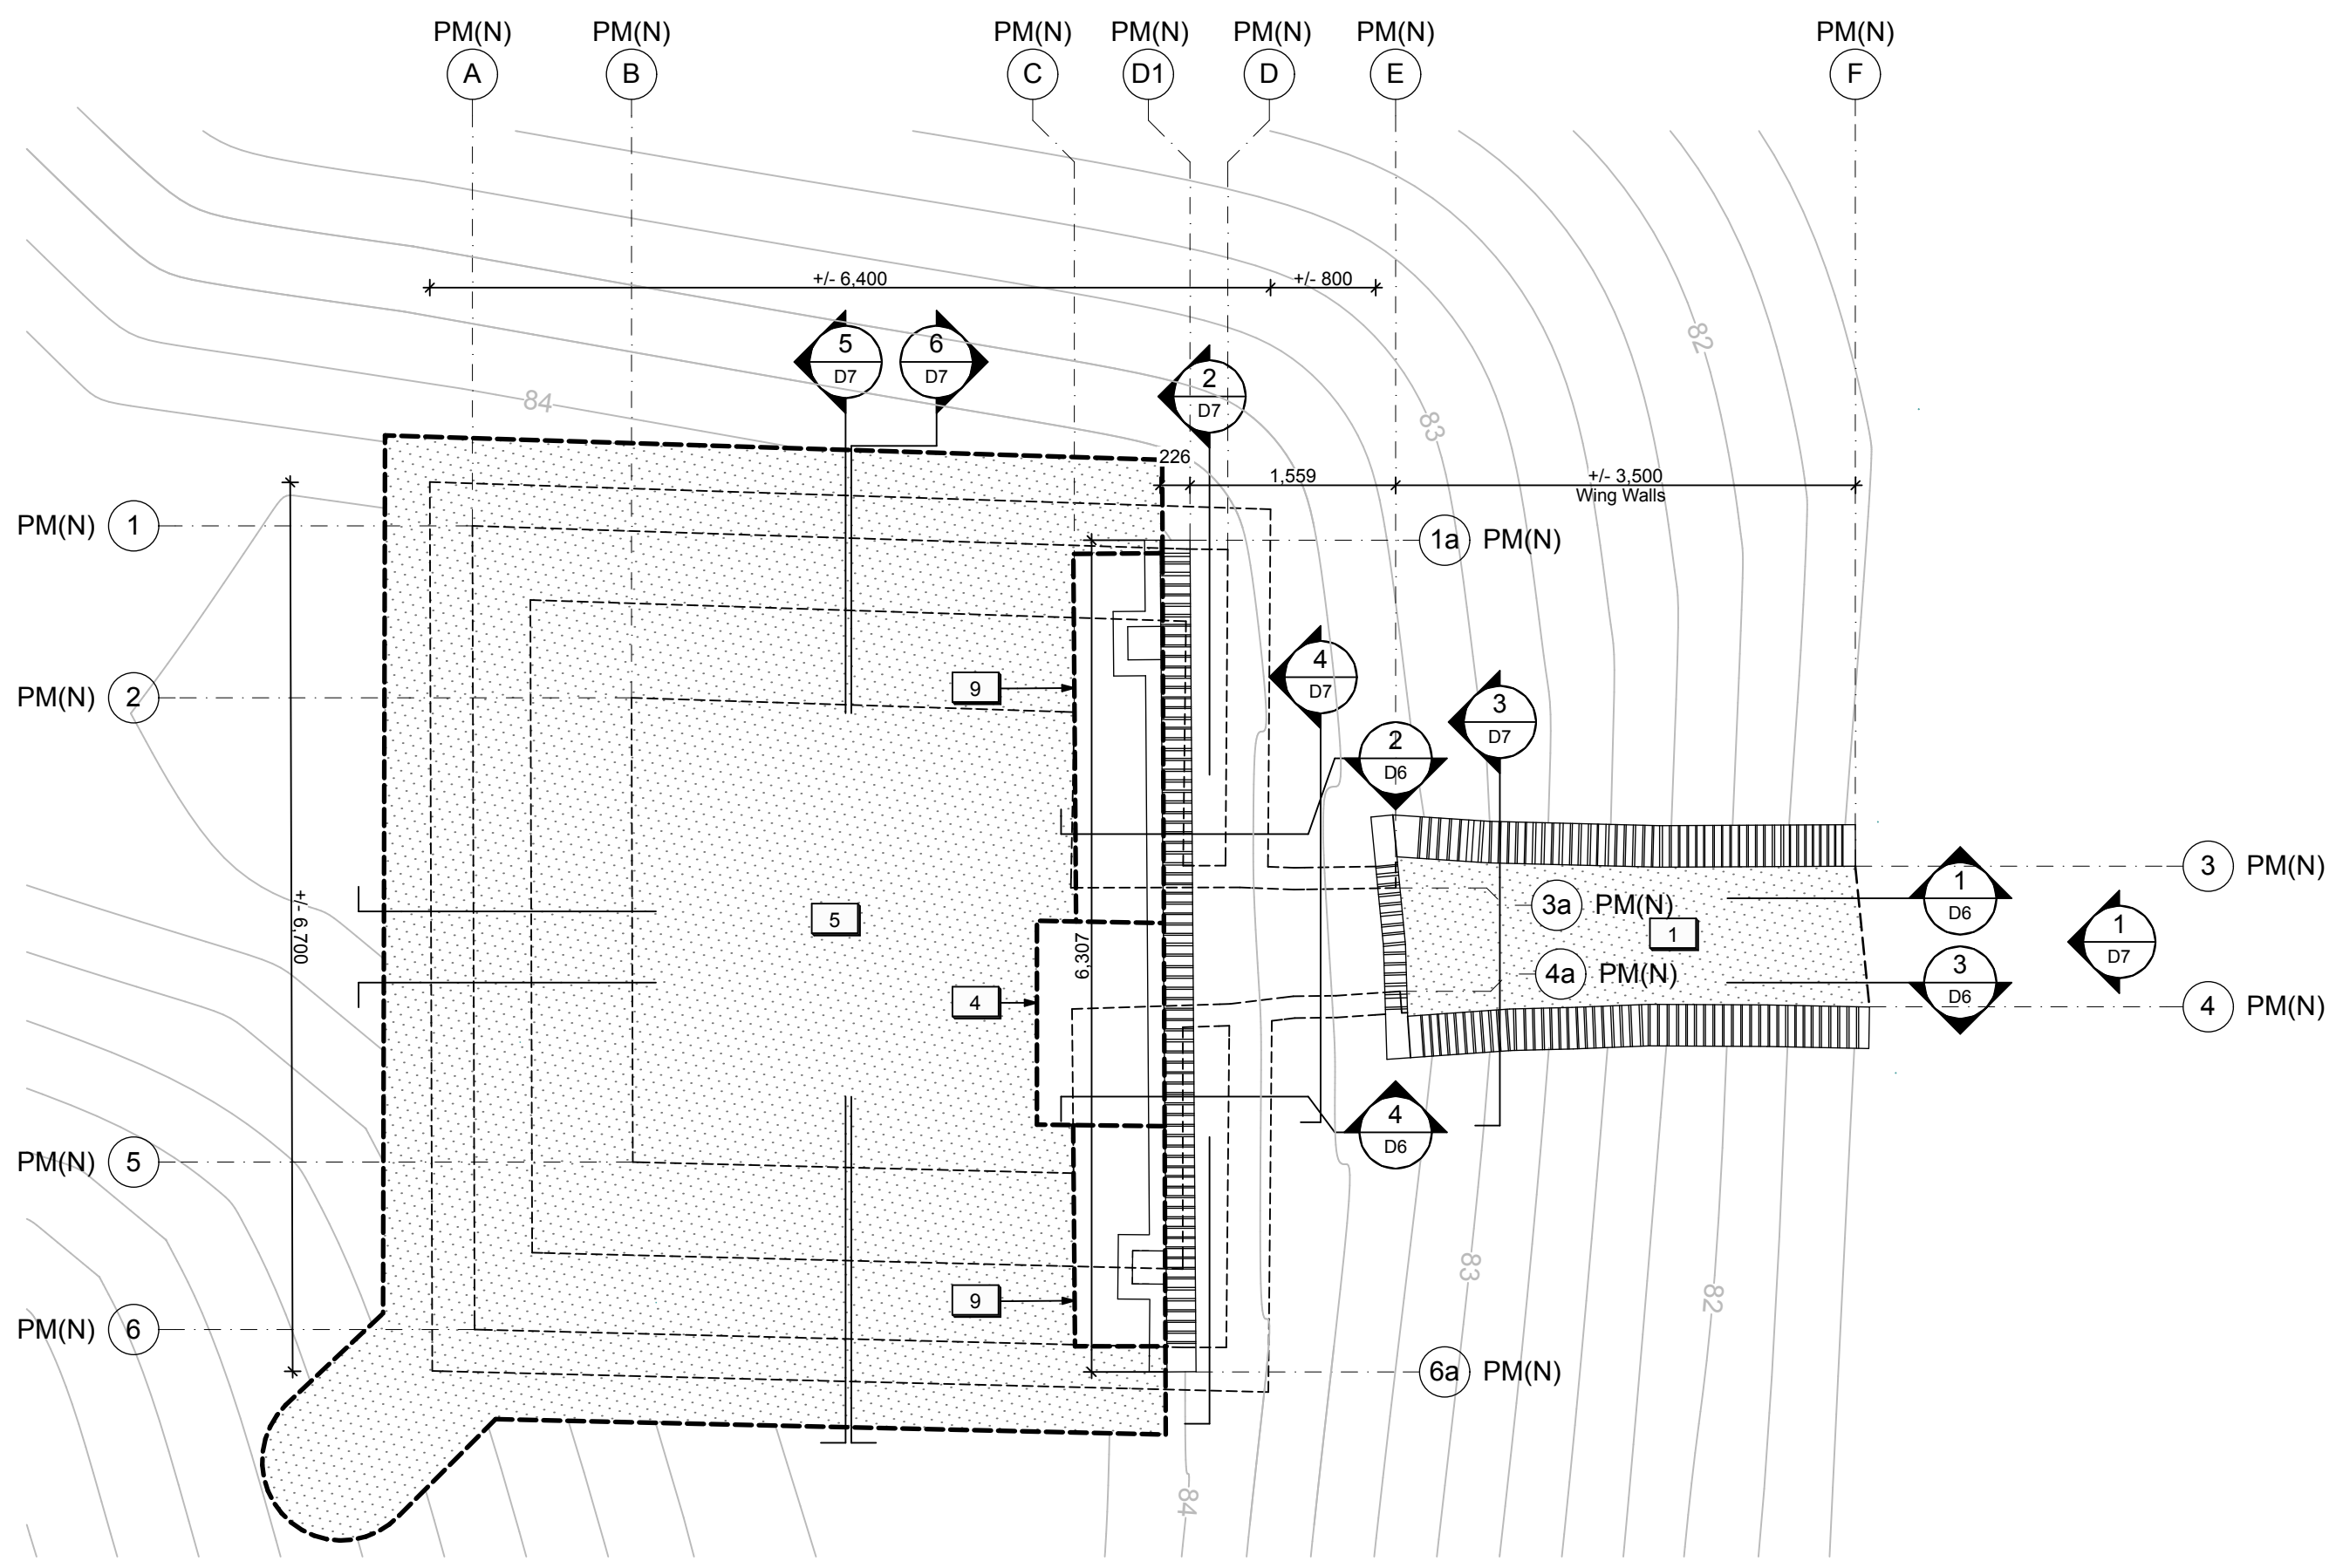 PM(N) PM(N) PM(N) PM(N) PM(N) PM(N) PM(N)
A B C D1 D E F
+/- 6,400 +/- 800
5 6
D7 D7
82
2
D7
84
83
226
1,559
+/- 3,500
Wing Walls
PM(N) 1
1a PM(N)
4
D7
9
PM(N) 2
3
D7
2
D6
3 PM(N)
1
D6
3a PM(N)
5
1
1
D7
+/- 6,700
6,307
4a PM(N)
3
D6
4
4 PM(N)
4
D6
PM(N) 5
83
82
9
PM(N) 6
6a PM(N)
84